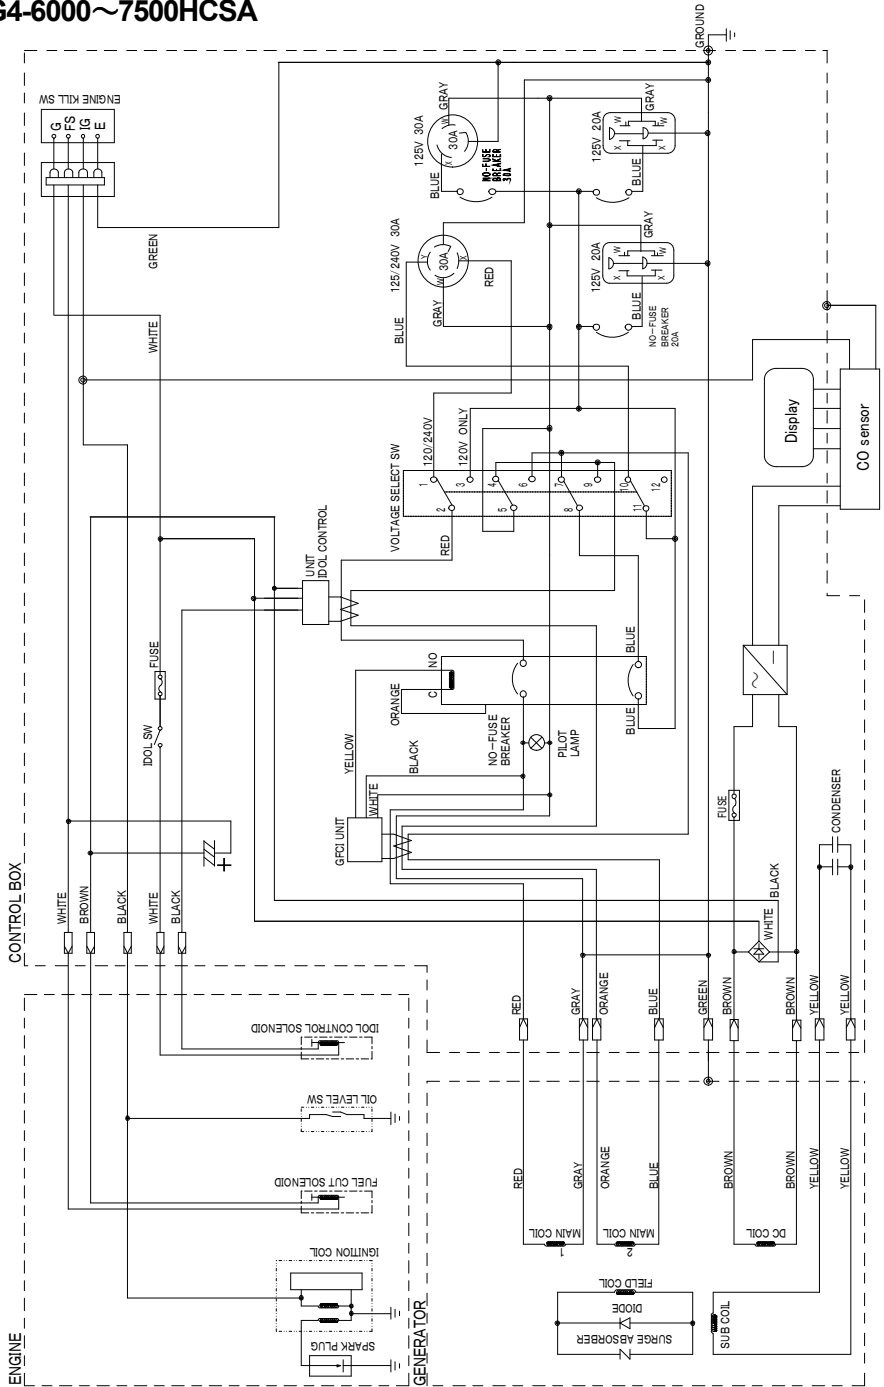 G4-6000～7500HCSA
GROUND
CONTROL BOX
ENGINE KILL SW
G
FS
IG
E
GREEN
WHITE
125V 30A
GRAY
W
X
30A
BLUE
NO-FUSE
BREAKER
30A
125V 20A
GRAY
W
W
X
X
BLUE
125/240V 30A
Y
W
X
30A
GRAY
RED
BLUE
125V 20A
GRAY
W
W
X
X
BLUE
NO-FUSE
BREAKER
20A
120/240V
120V ONLY
VOLTAGE SELECT SW
1
2
3
4
5
6
7
8
9
10
11
12
RED
Display
CO sensor
UNIT
IDOL CONTROL
FUSE
IDOL SW
NO
C
ORANGE
YELLOW
BLACK
NO-FUSE
BREAKER
PILOT
LAMP
BLUE
BLUE
WHITE
GFCI UNIT
+
∼
FUSE
CONDENSER
BLACK
WHITE
WHITE
BROWN
BLACK
WHITE
BLACK
RED
GRAY
ORANGE
BLUE
GREEN
BROWN
BROWN
YELLOW
YELLOW
IDOL CONTROL SOLENOID
OIL LEVEL SW
FUEL CUT SOLENOID
IGNITION COIL
SPARK PLUG
ENGINE
GENERATOR
RED
GRAY
ORANGE
BLUE
BROWN
BROWN
YELLOW
YELLOW
MAIN COIL
1
MAIN COIL
2
DC COIL
FIELD COIL
DIODE
SURGE ABSORBER
SUB COIL